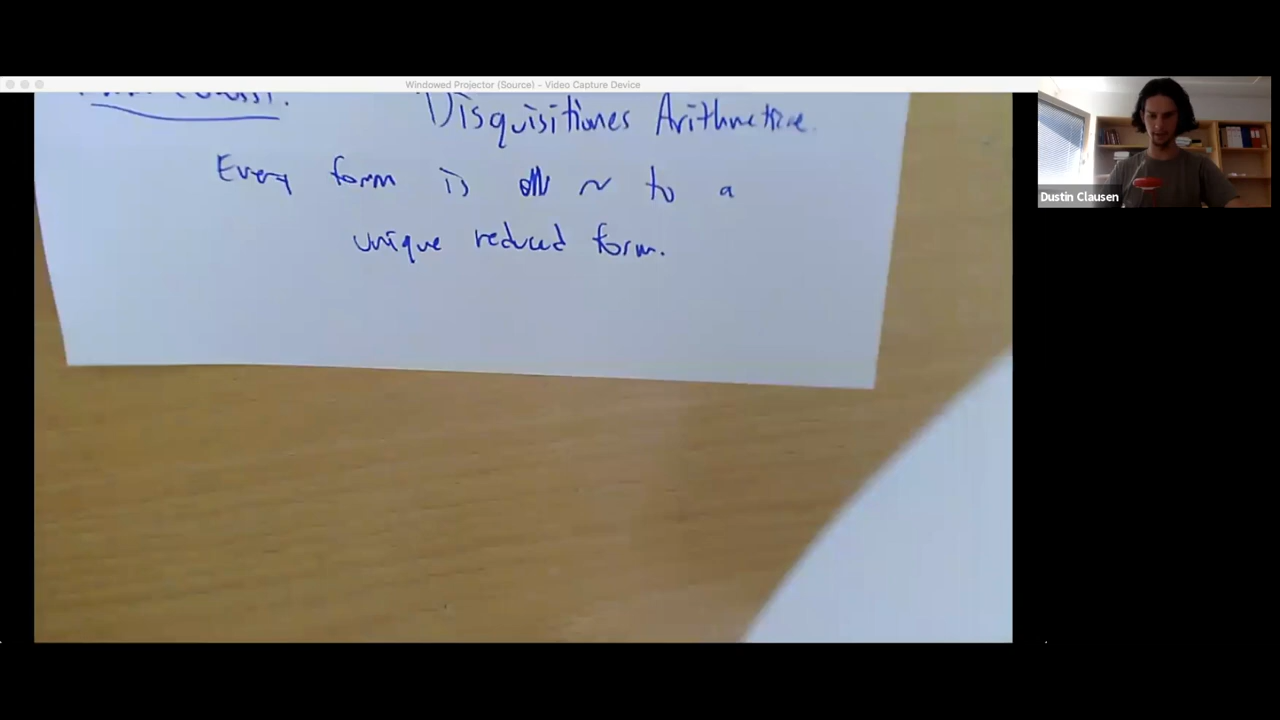 Windowed Projector (Source) - Video Capture Device
Disquisitiones Arithmeticae.
Every form is ~ to a
unique reduced form.
Dustin Clausen